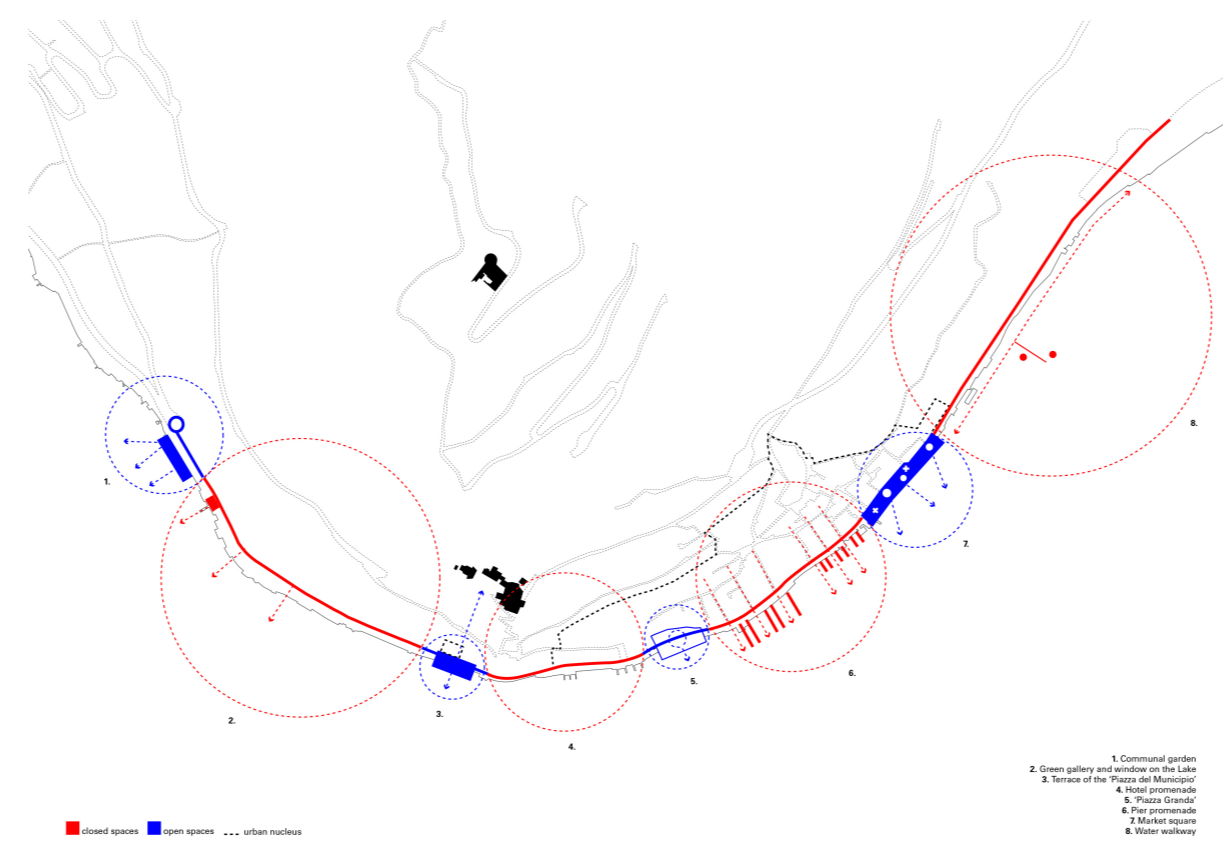 1.
2.
3.
4.
5.
6.
7.
8.
1. Communal garden
2. Green gallery and window on the Lake
3. Terrace of the 'Piazza del Municipio'
4. Hotel promenade
5. 'Piazza Granda'
6. Pier promenade
7. Market square
8. Water walkway
closed spaces open spaces urban nucleus